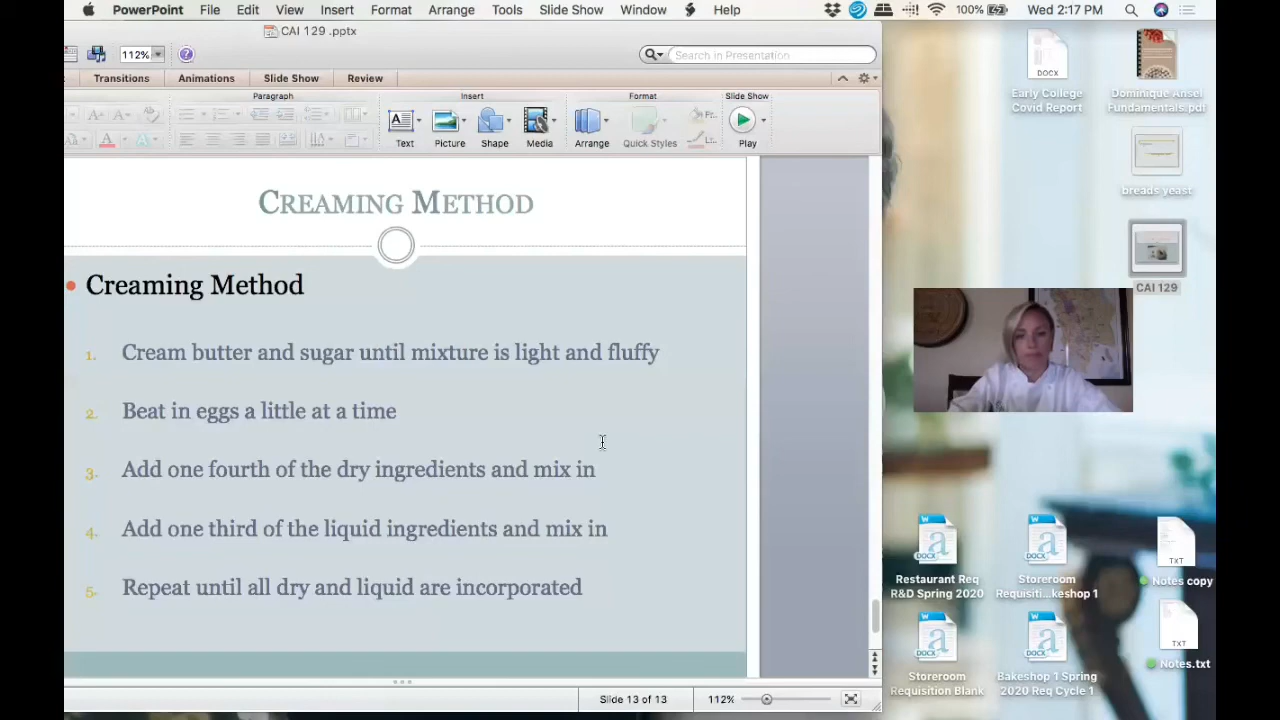 PowerPoint File Edit View Insert Format Arrange Tools Slide Show Window Help 100% Wed 2:17 PM
CAI 129 .pptx
112% Search in Presentation
Transitions Animations Slide Show Review
Paragraph Insert Format Slide Show
Text Picture Shape Media Arrange Quick Styles Play
CREAMING METHOD
Creaming Method
1. Cream butter and sugar until mixture is light and fluffy
2. Beat in eggs a little at a time
3. Add one fourth of the dry ingredients and mix in
4. Add one third of the liquid ingredients and mix in
5. Repeat until all dry and liquid are incorporated
Slide 13 of 13 112%
DOCX
Early College
Covid Report
Dominique Ansel
Fundamentals.pdf
breads yeast
CAI 129
DOCX
Restaurant Req
R&D Spring 2020
DOCX
Storeroom
Requisiti...keshop 1
TXT
Notes copy
DOCX
Storeroom
Requisition Blank
DOCX
Bakeshop 1 Spring
2020 Req Cycle 1
TXT
Notes.txt